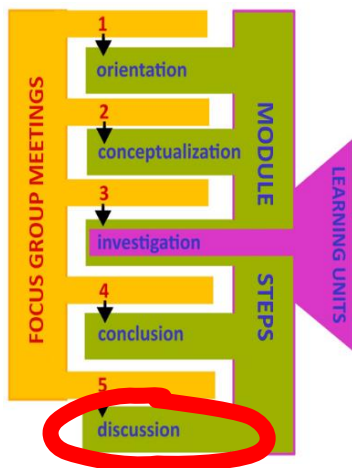 FOCUS GROUP MEETINGS
1
orientation
2
conceptualization
3
investigation
4
conclusion
5
discussion
MODULE STEPS
LEARNING UNITS